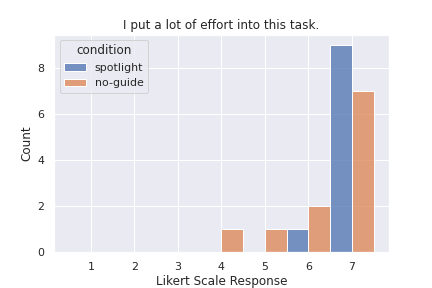 I put a lot of effort into this task.
condition
spotlight
no-guide
8
6
4
2
0
Count
1 2 3 4 5 6 7
Likert Scale Response